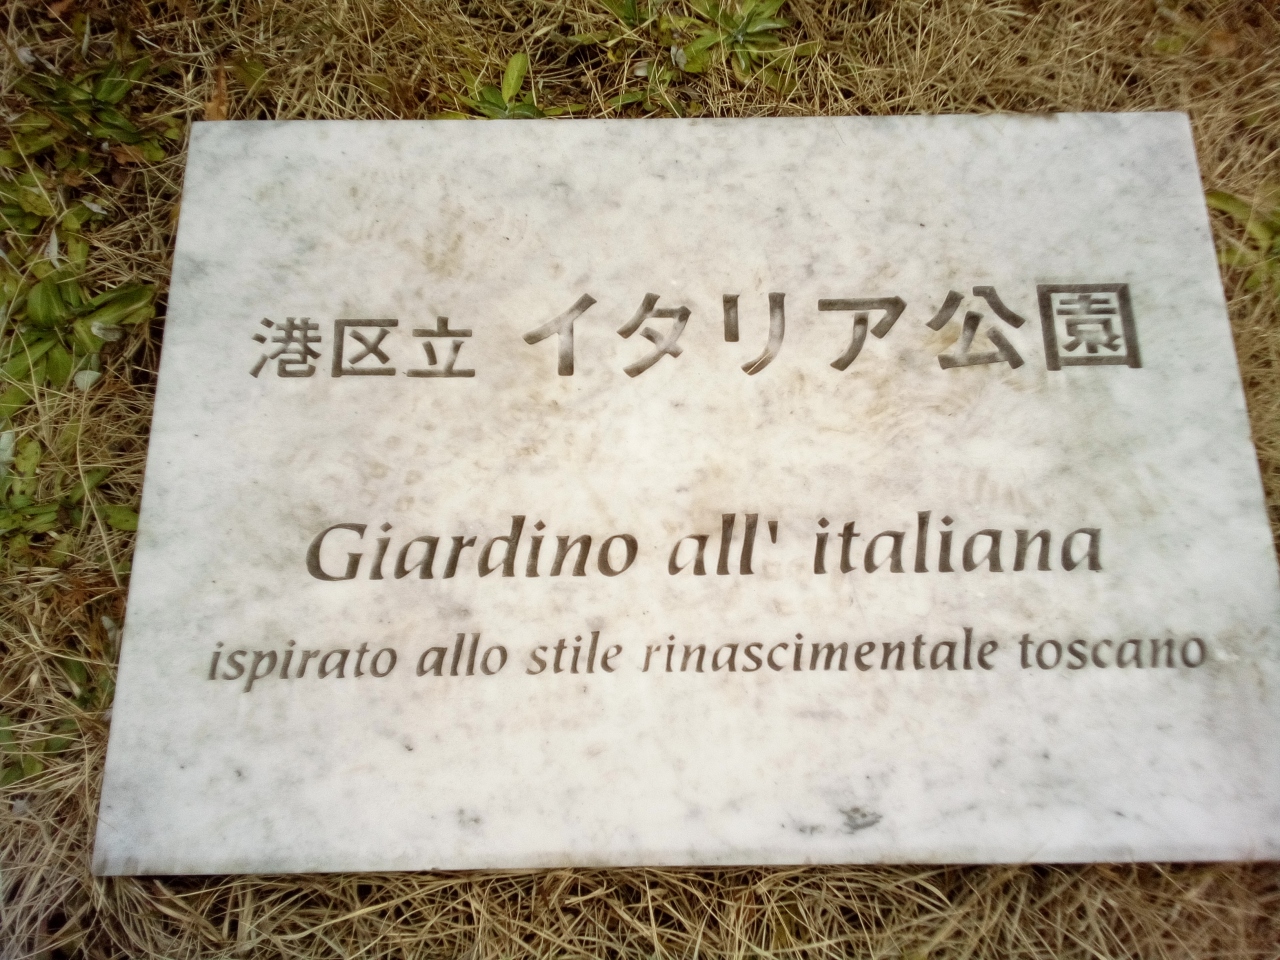 港区立 イタリア公園
Giardino all' italiana
ispirato allo stile rinascimentale toscano